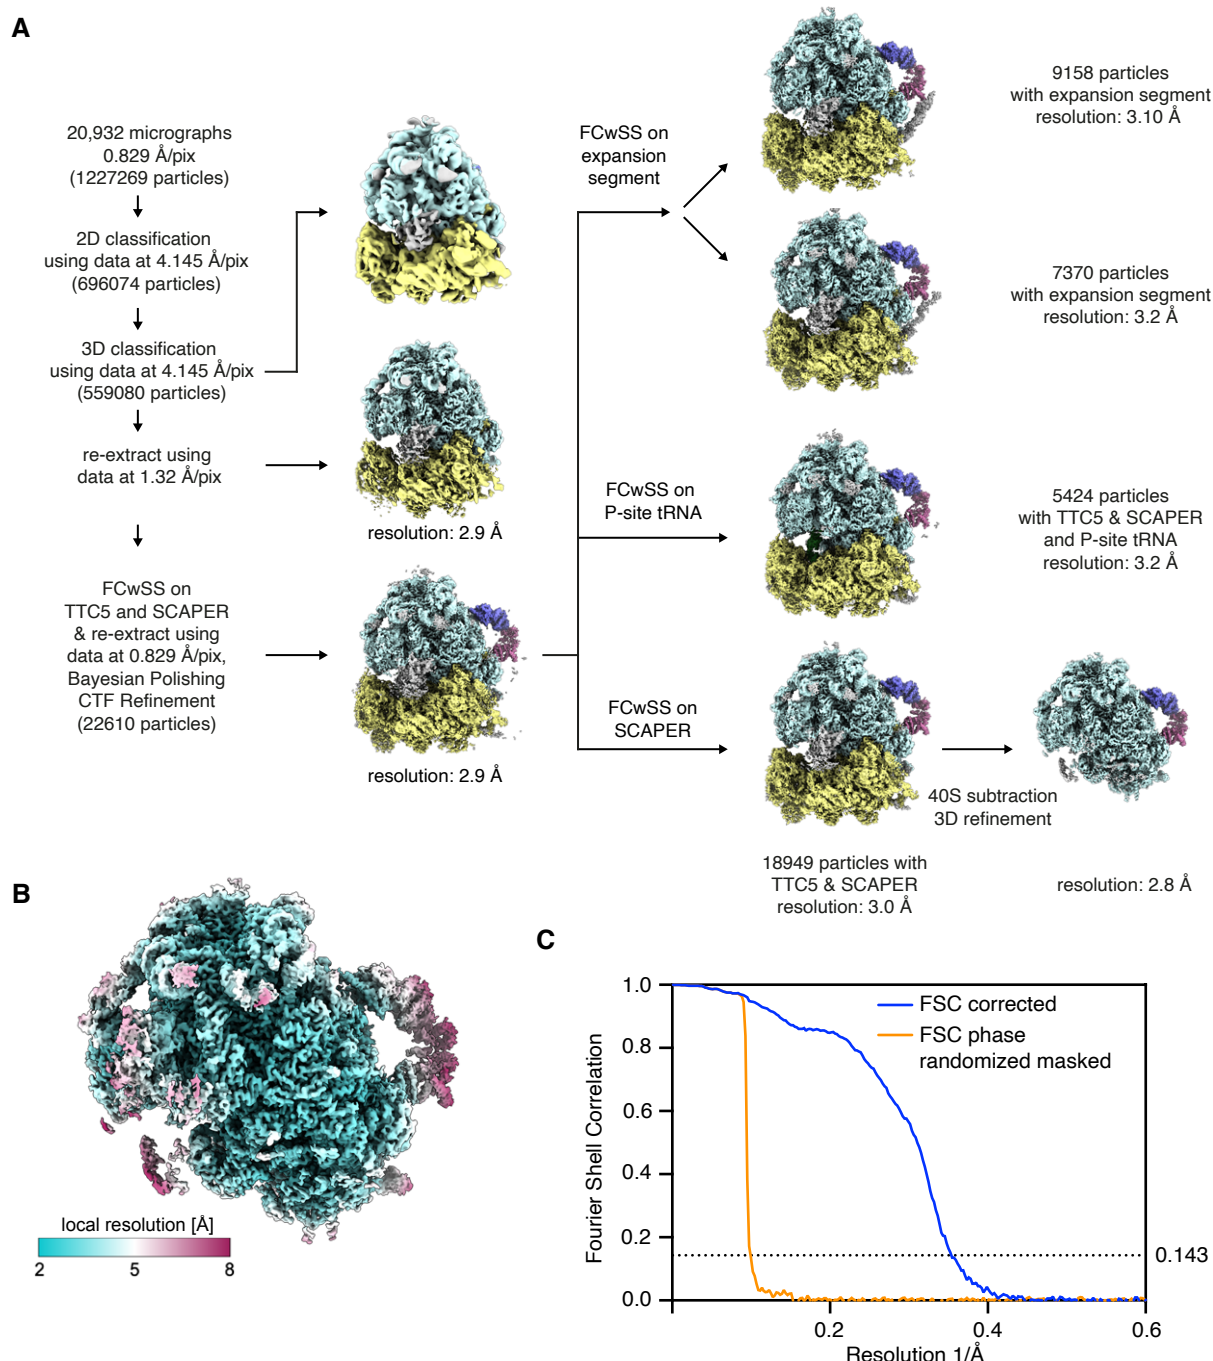 A
20,932 micrographs
0.829 Å/pix
(1227269 particles)
2D classification
using data at 4.145 Å/pix
(696074 particles)
3D classification
using data at 4.145 Å/pix
(559080 particles)
re-extract using
data at 1.32 Å/pix
resolution: 2.9 Å
FCwSS on
TTC5 and SCAPER
& re-extract using
data at 0.829 Å/pix,
Bayesian Polishing
CTF Refinement
(22610 particles)
resolution: 2.9 Å
FCwSS on
expansion
segment
9158 particles
with expansion segment
resolution: 3.10 Å
7370 particles
with expansion segment
resolution: 3.2 Å
FCwSS on
P-site tRNA
5424 particles
with TTC5 & SCAPER
and P-site tRNA
resolution: 3.2 Å
FCwSS on
SCAPER
40S subtraction
3D refinement
18949 particles with
TTC5 & SCAPER
resolution: 3.0 Å
resolution: 2.8 Å
B
local resolution [Å]
2 5 8
C
Fourier Shell Correlation
1.0
0.8
0.6
0.4
0.2
0.0
FSC corrected
FSC phase
randomized masked
0.143
0.2 0.4 0.6
Resolution 1/Å